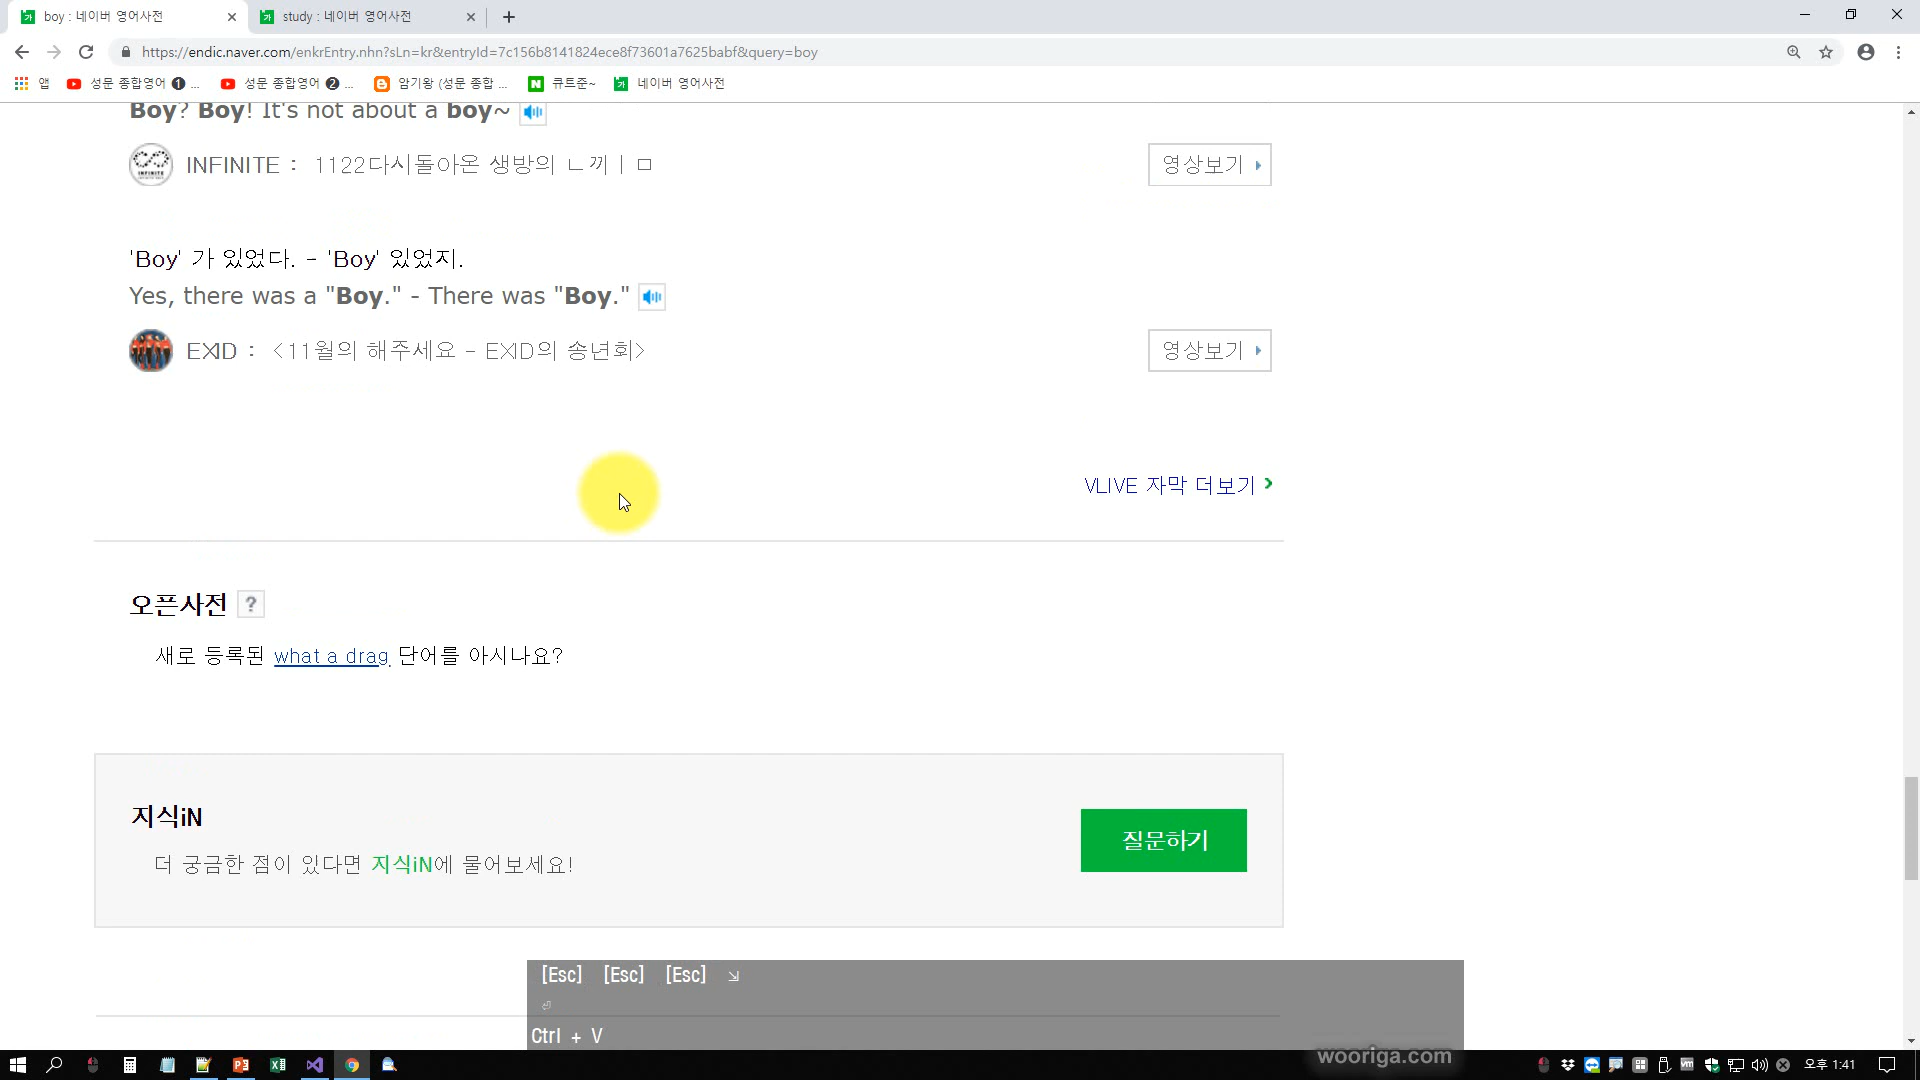 boy : 네이버 영어사전
study : 네이버 영어사전
https://endic.naver.com/enkrEntry.nhn?sLn=kr&entryId=7c156b8141824ece8f73601a7625babf&query=boy
앱
성문 종합영어 ❶ ...
성문 종합영어 ❷ ...
암기왕 (성문 종합 ...
큐트준~
네이버 영어사전
Boy? Boy! It's not about a boy~
INFINITE : 1122다시돌아온 생방의 ㄴ끼ㅣㅁ
영상보기
'Boy' 가 있었다. - 'Boy' 있었지.
Yes, there was a "Boy." - There was "Boy."
EXID : <11월의 해주세요 - EXID의 송년회>
영상보기
VLIVE 자막 더보기
오픈사전 ?
새로 등록된 what a drag 단어를 아시나요?
지식iN
더 궁금한 점이 있다면 지식iN에 물어보세요!
질문하기
[Esc] [Esc] [Esc] ⇲
⏎
Ctrl + V
wooriga.com
오후 1:41